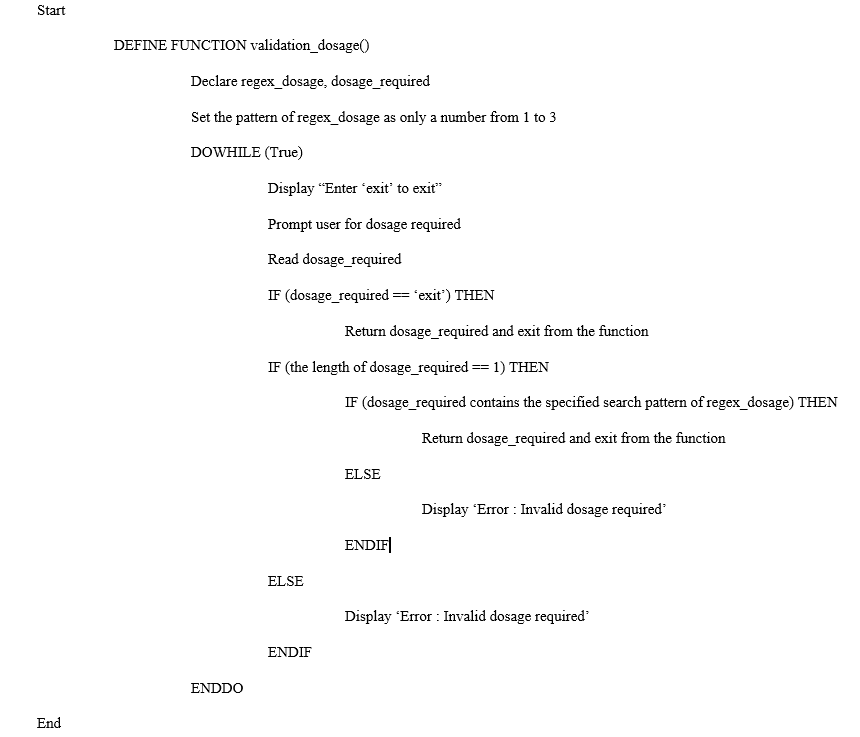 Start
DEFINE FUNCTION validation_dosage()
Declare regex_dosage, dosage_required
Set the pattern of regex_dosage as only a number from 1 to 3
DOWHILE (True)
Display “Enter ‘exit’ to exit”
Prompt user for dosage required
Read dosage_required
IF (dosage_required == ‘exit’) THEN
Return dosage_required and exit from the function
IF (the length of dosage_required == 1) THEN
IF (dosage_required contains the specified search pattern of regex_dosage) THEN
Return dosage_required and exit from the function
ELSE
Display ‘Error : Invalid dosage required’
ENDIF
ELSE
Display ‘Error : Invalid dosage required’
ENDIF
ENDDO
End